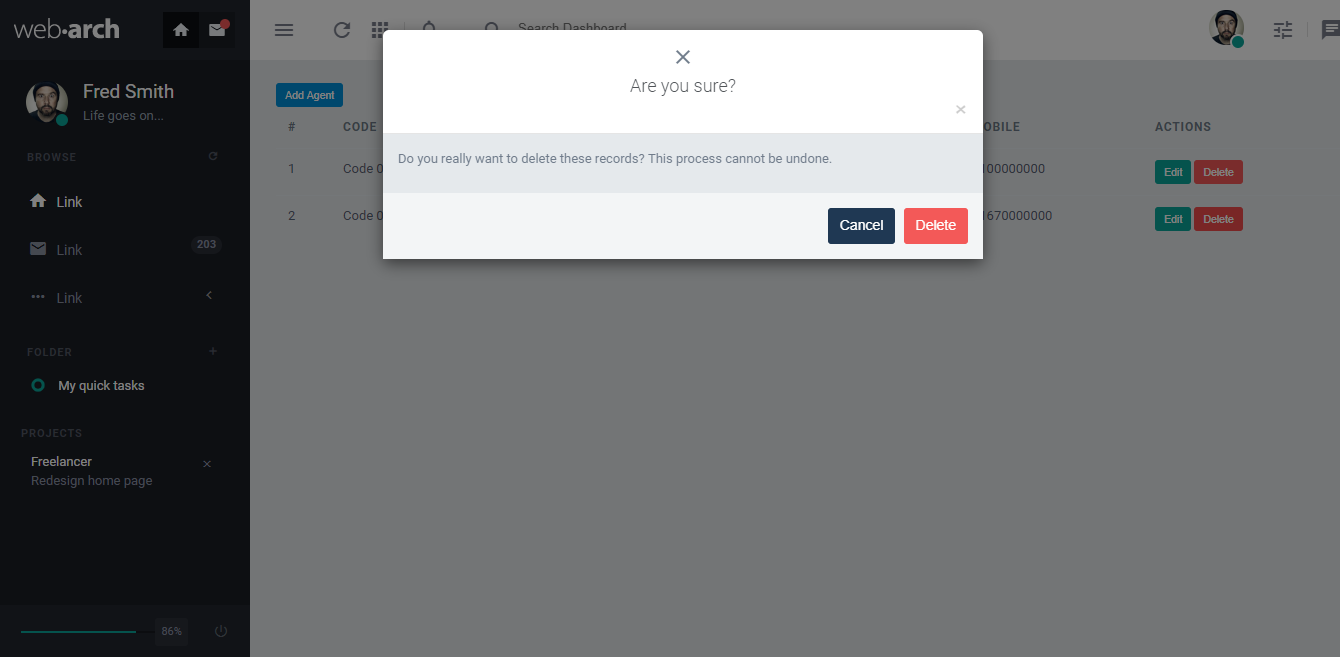 web·arch
Fred Smith
Life goes on...
BROWSE
Link
Link 203
Link
FOLDER
My quick tasks
PROJECTS
Freelancer
Redesign home page
86%
Search Dashboard
Add Agent
# CODE OBILE ACTIONS
1 Code 0 100000000 Edit Delete
2 Code 0 1670000000 Edit Delete
Are you sure?
×
Do you really want to delete these records? This process cannot be undone.
Cancel Delete